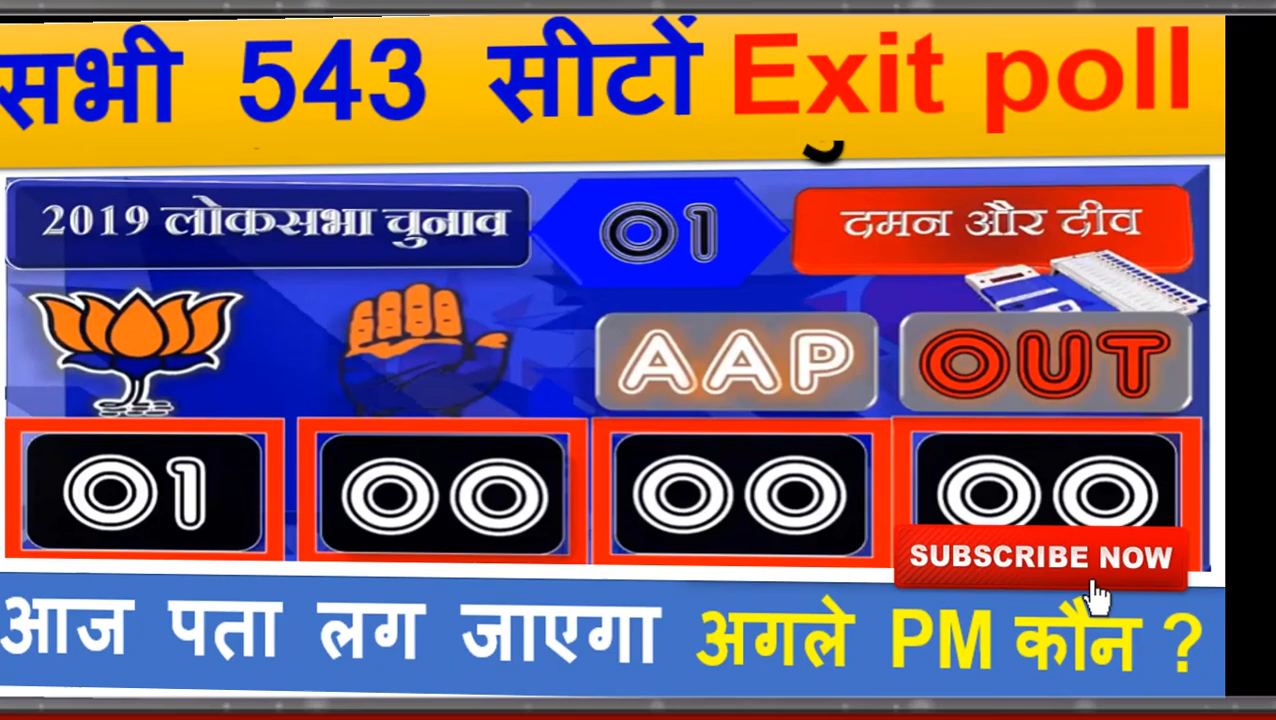 सभी 543 सीटों Exit poll
2019 लोकसभा चुनाव 01 दमन और दीव
AAP OUT
01 00 00 00
SUBSCRIBE NOW
आज पता लग जाएगा अगले PM कौन ?